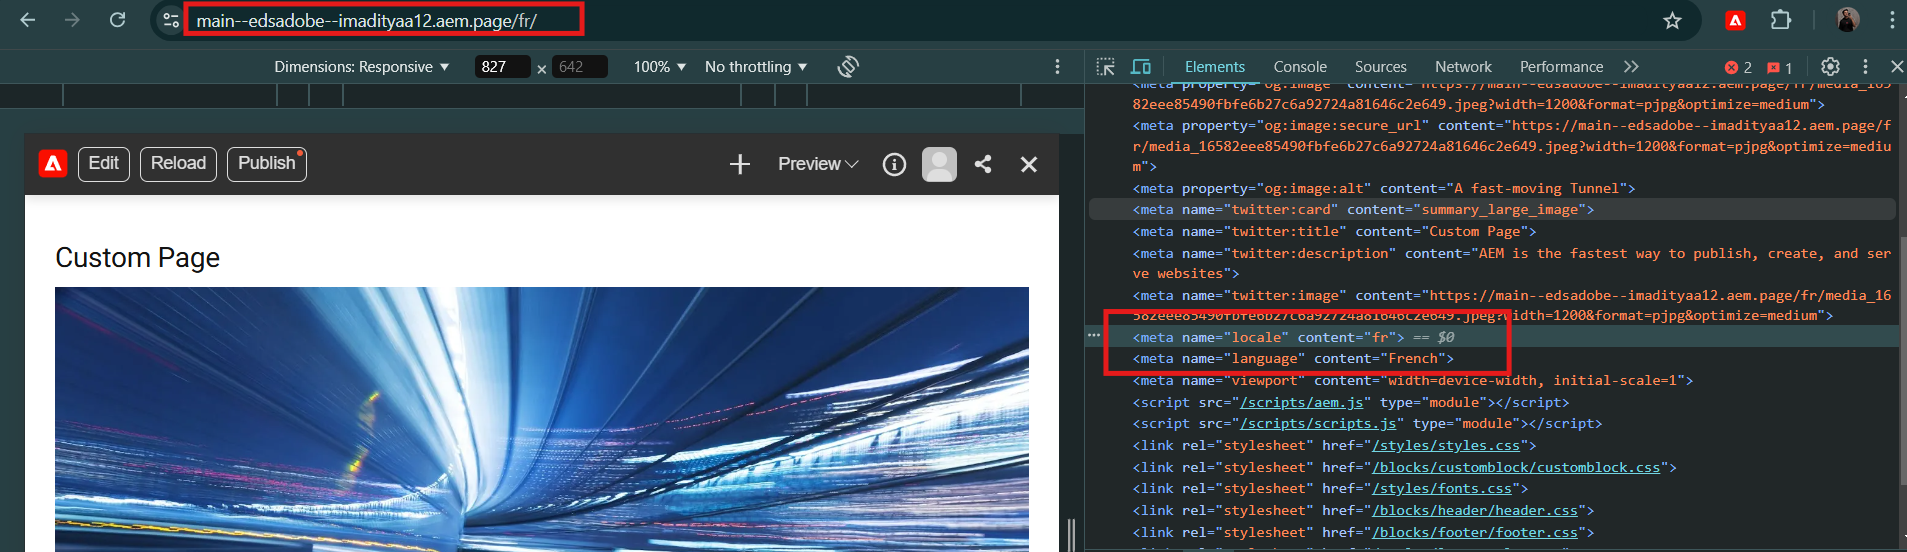 main--edsadobe--imadityaa12.aem.page/fr/
Dimensions: Responsive ▼ 827 × 642 100% ▼ No throttling ▼
Elements Console Sources Network Performance » 2 1
Edit Reload Publish + Preview
Custom Page
<meta property="og:image" content="https://main--edsadobe--imadityaa12.aem.page/fr/media_165
82eee85490fbfe6b27c6a92724a81646c2e649.jpeg?width=1200&format=pjpg&optimize=medium">
<meta property="og:image:secure_url" content="https://main--edsadobe--imadityaa12.aem.page/f
r/media_16582eee85490fbfe6b27c6a92724a81646c2e649.jpeg?width=1200&format=pjpg&optimize=mediu
m">
<meta property="og:image:alt" content="A fast-moving Tunnel">
<meta name="twitter:card" content="summary_large_image">
<meta name="twitter:title" content="Custom Page">
<meta name="twitter:description" content="AEM is the fastest way to publish, create, and ser
ve websites">
<meta name="twitter:image" content="https://main--edsadobe--imadityaa12.aem.page/fr/media_16
582eee85490fbfe6b27c6a92724a81646c2e649.jpeg?width=1200&format=pjpg&optimize=medium">
<meta name="locale" content="fr"> == $0
<meta name="language" content="French">
<meta name="viewport" content="width=device-width, initial-scale=1">
<script src="/scripts/aem.js" type="module"></script>
<script src="/scripts/scripts.js" type="module"></script>
<link rel="stylesheet" href="/styles/styles.css">
<link rel="stylesheet" href="/blocks/customblock/customblock.css">
<link rel="stylesheet" href="/styles/fonts.css">
<link rel="stylesheet" href="/blocks/header/header.css">
<link rel="stylesheet" href="/blocks/footer/footer.css">